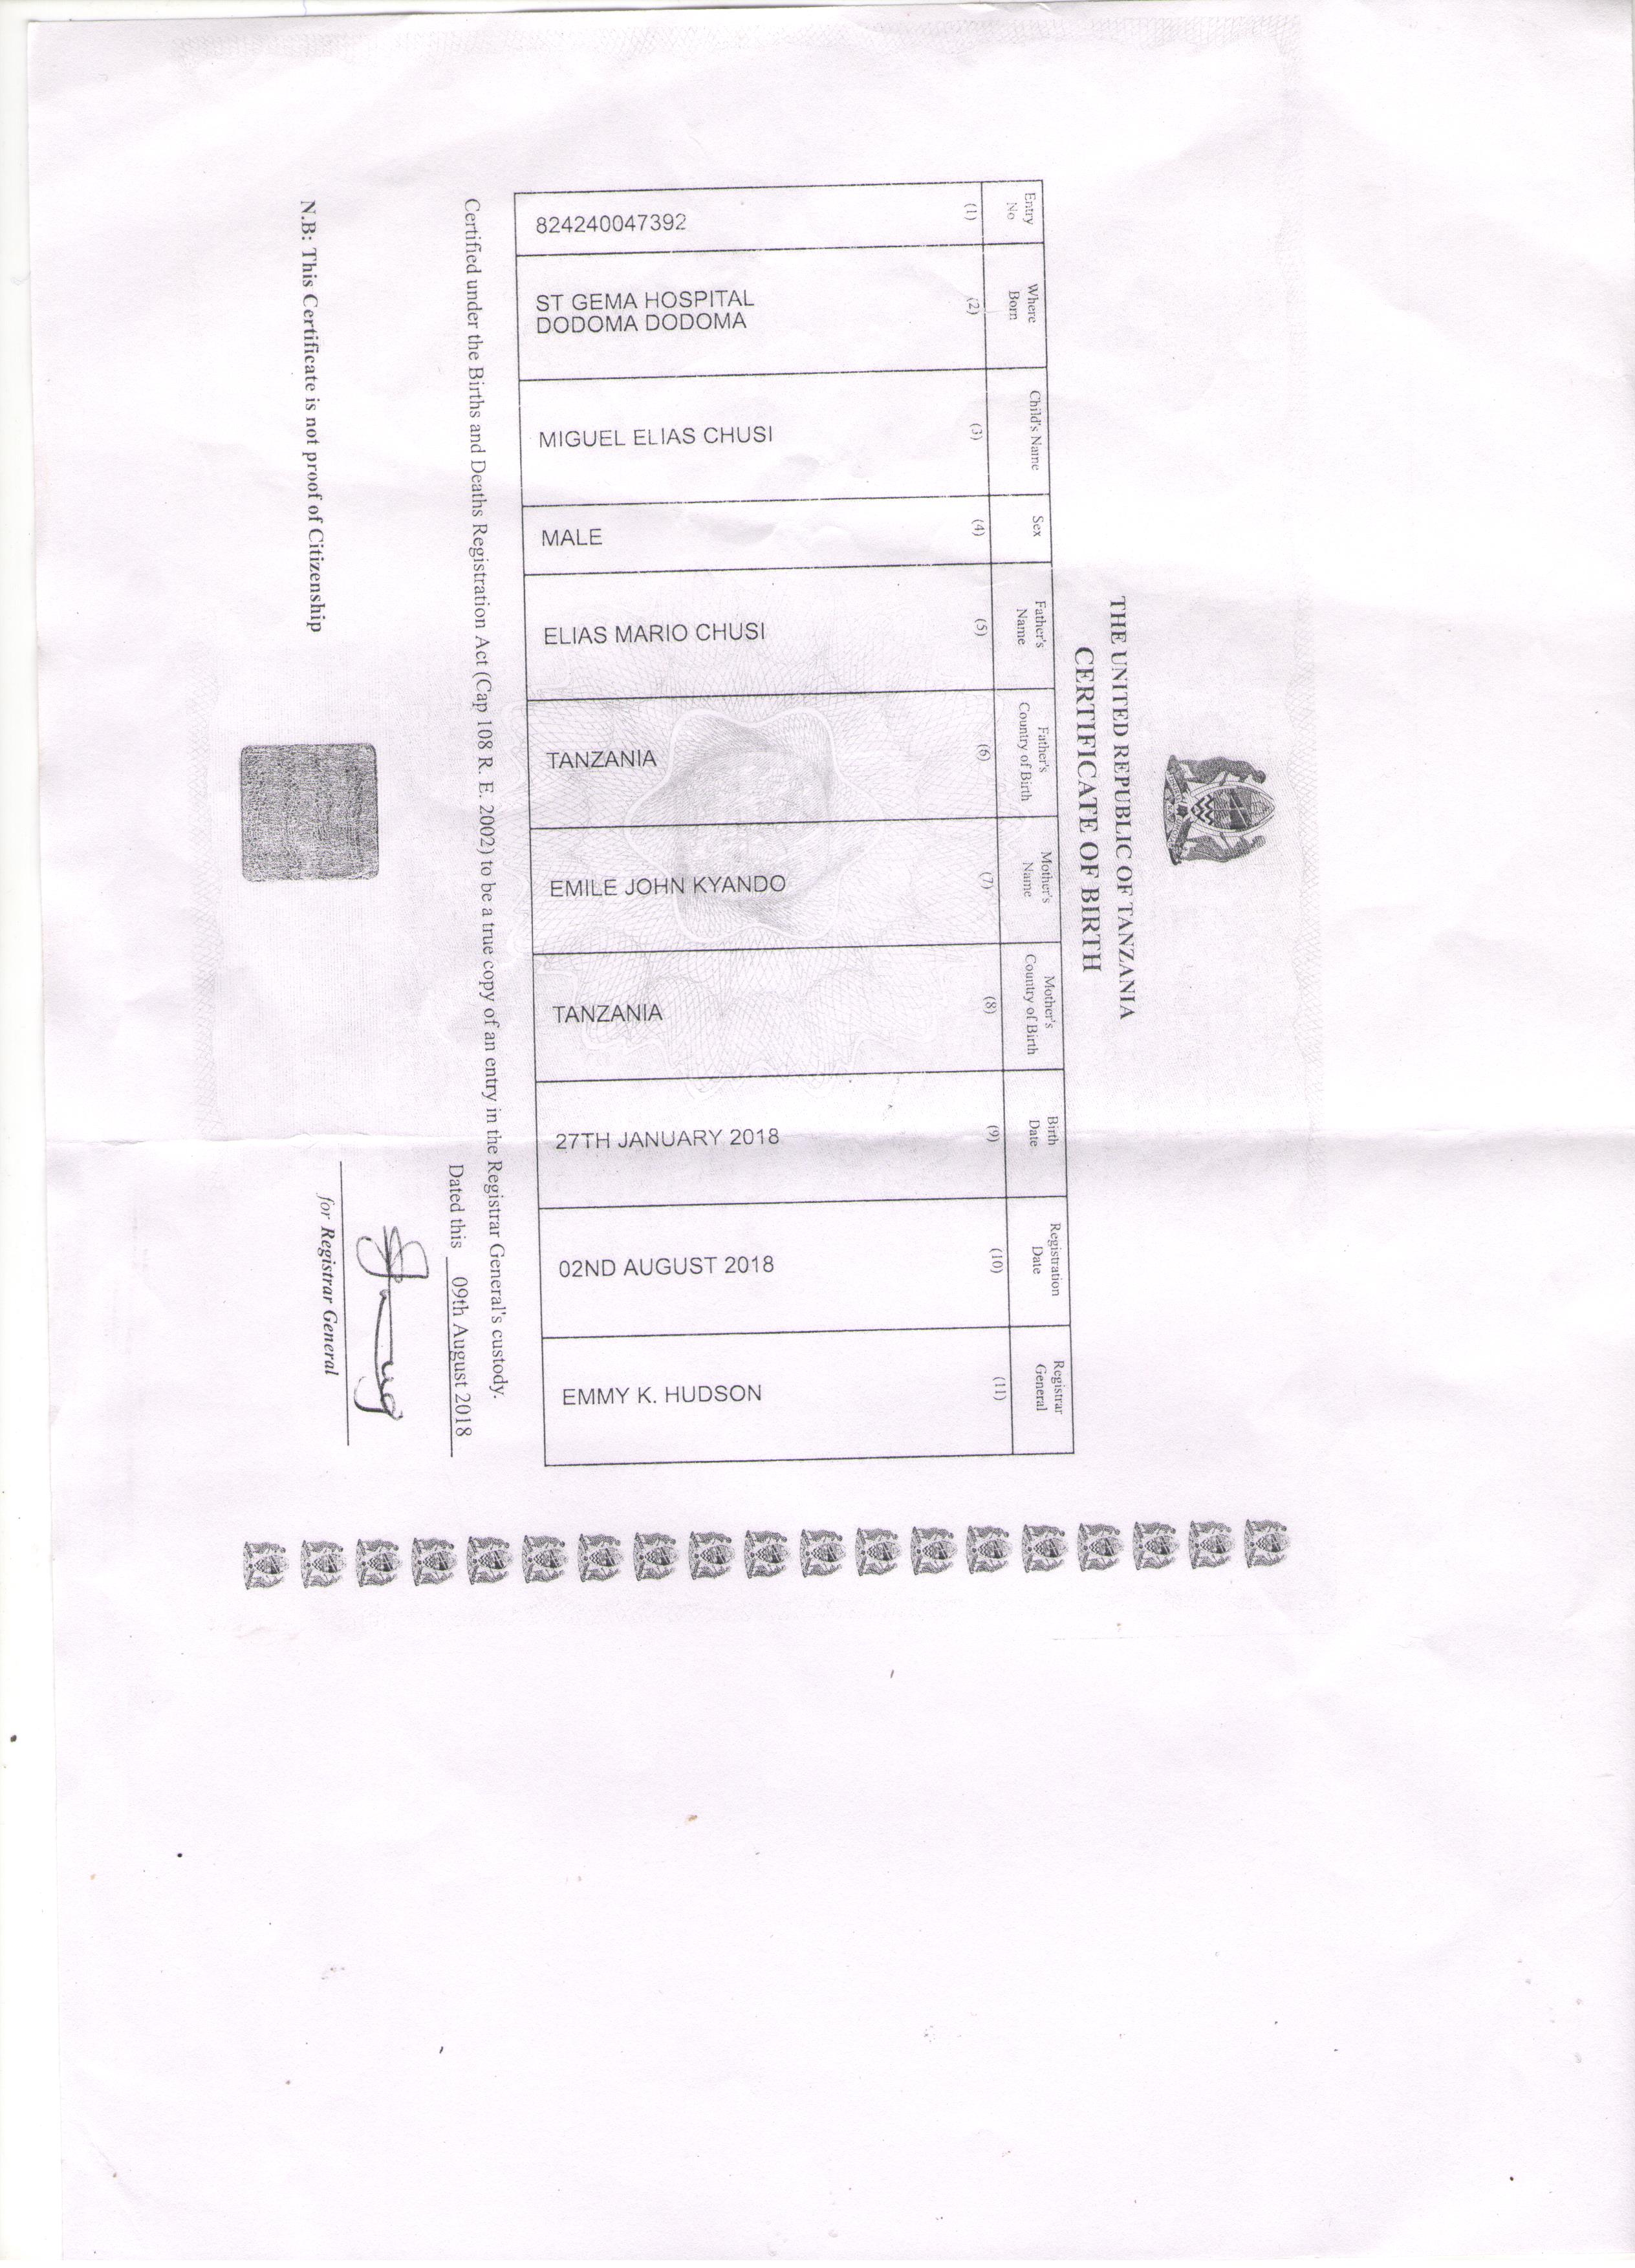 THE UNITED REPUBLIC OF TANZANIA
CERTIFICATE OF BIRTH
Entry No
(1)
824240047392
Where Born
(2)
ST GEMA HOSPITAL
DODOMA DODOMA
Child's Name
(3)
MIGUEL ELIAS CHUSI
Sex
(4)
MALE
Father's Name
(5)
ELIAS MARIO CHUSI
Father's Country of Birth
(6)
TANZANIA
Mother's Name
(7)
EMILE JOHN KYANDO
Mother's Country of Birth
(8)
TANZANIA
Birth Date
(9)
27TH JANUARY 2018
Registration Date
(10)
02ND AUGUST 2018
Registrar General
(11)
EMMY K. HUDSON
Certified under the Births and Deaths Registration Act (Cap 108 R. E. 2002) to be a true copy of an entry in the Registrar General's custody.
Dated this 09th August 2018
for Registrar General
N.B: This Certificate is not proof of Citizenship